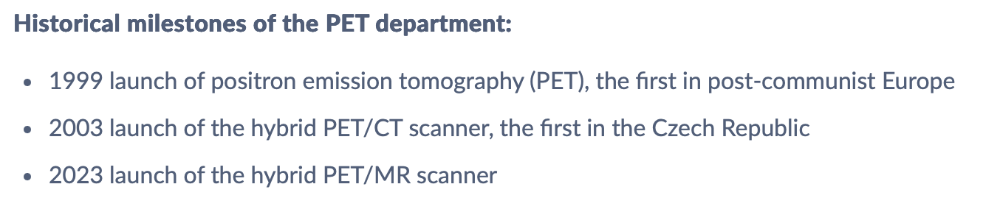 Historical milestones of the PET department:
• 1999 launch of positron emission tomography (PET), the first in post-communist Europe
• 2003 launch of the hybrid PET/CT scanner, the first in the Czech Republic
• 2023 launch of the hybrid PET/MR scanner